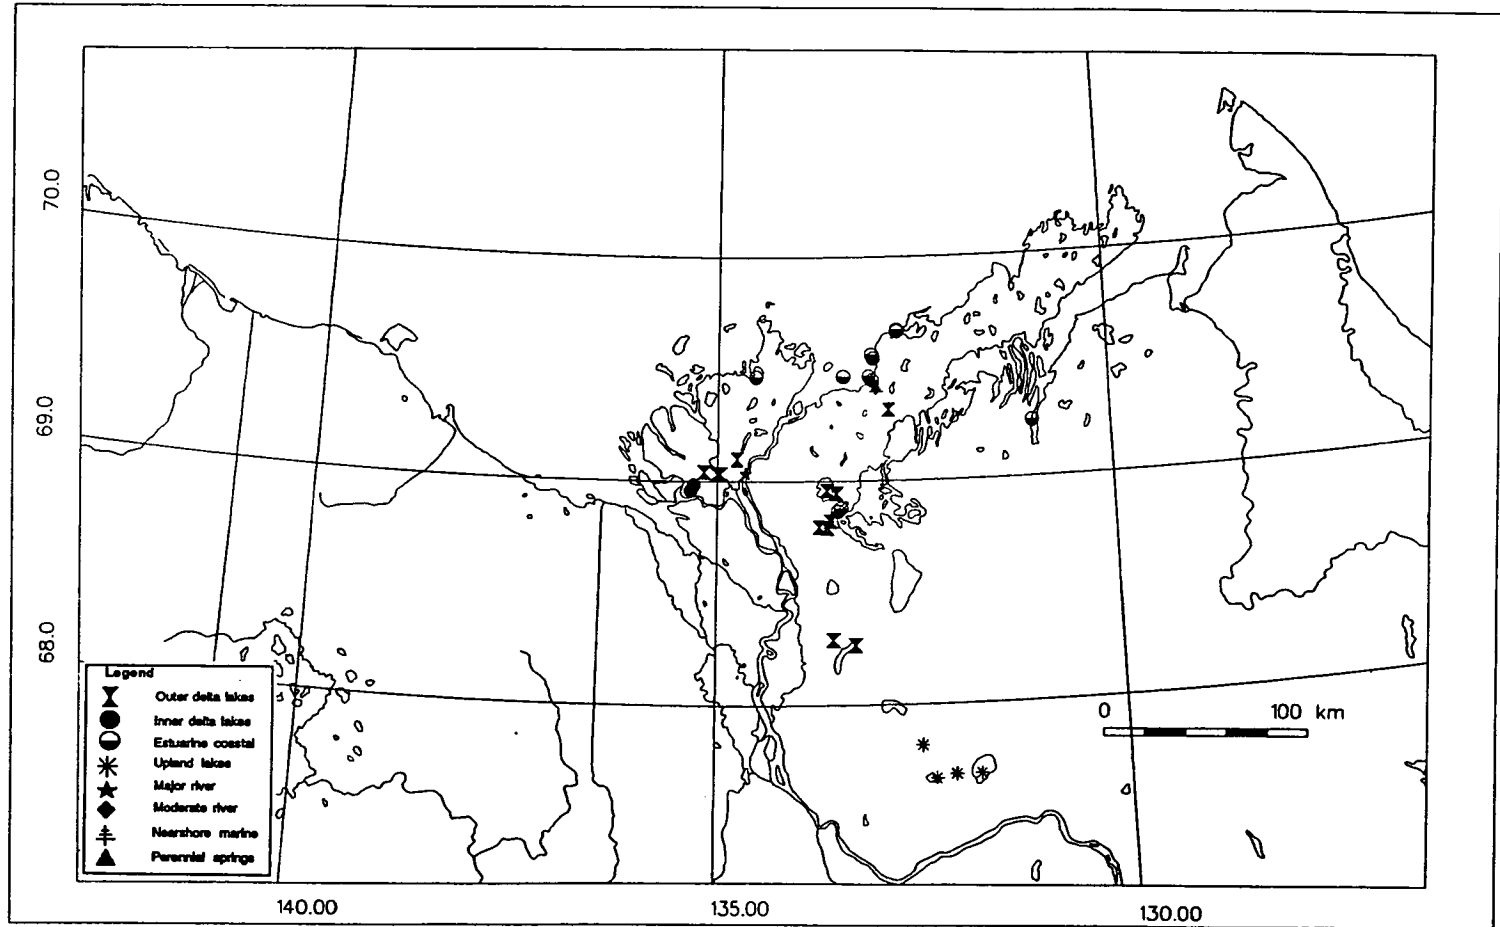 70.0
69.0
68.0
Legend
Outer delta lakes
Inner delta lakes
Estuarine coastal
Upland lakes
Major river
Moderate river
Nearshore marine
Perennial springs
0 100 km
140.00 135.00 130.00